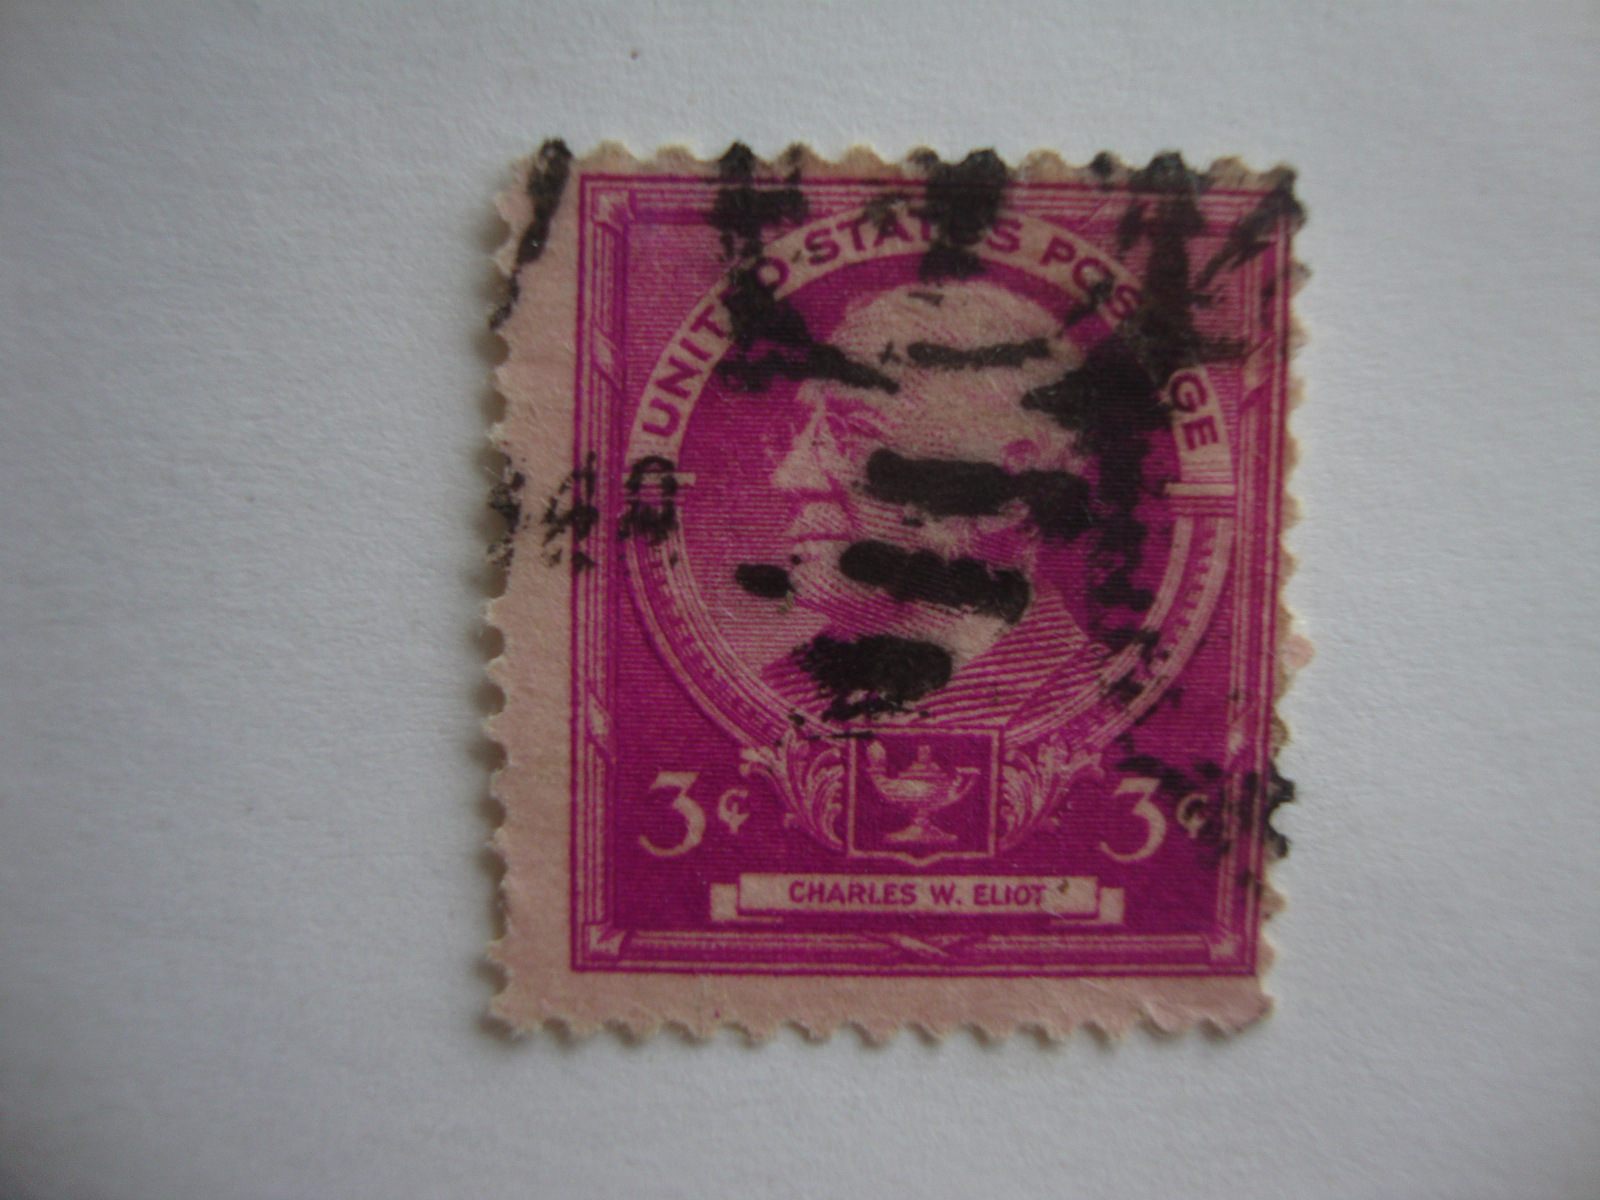 UNITED STATES POSTAGE
3¢ 3¢
CHARLES W. ELIOT